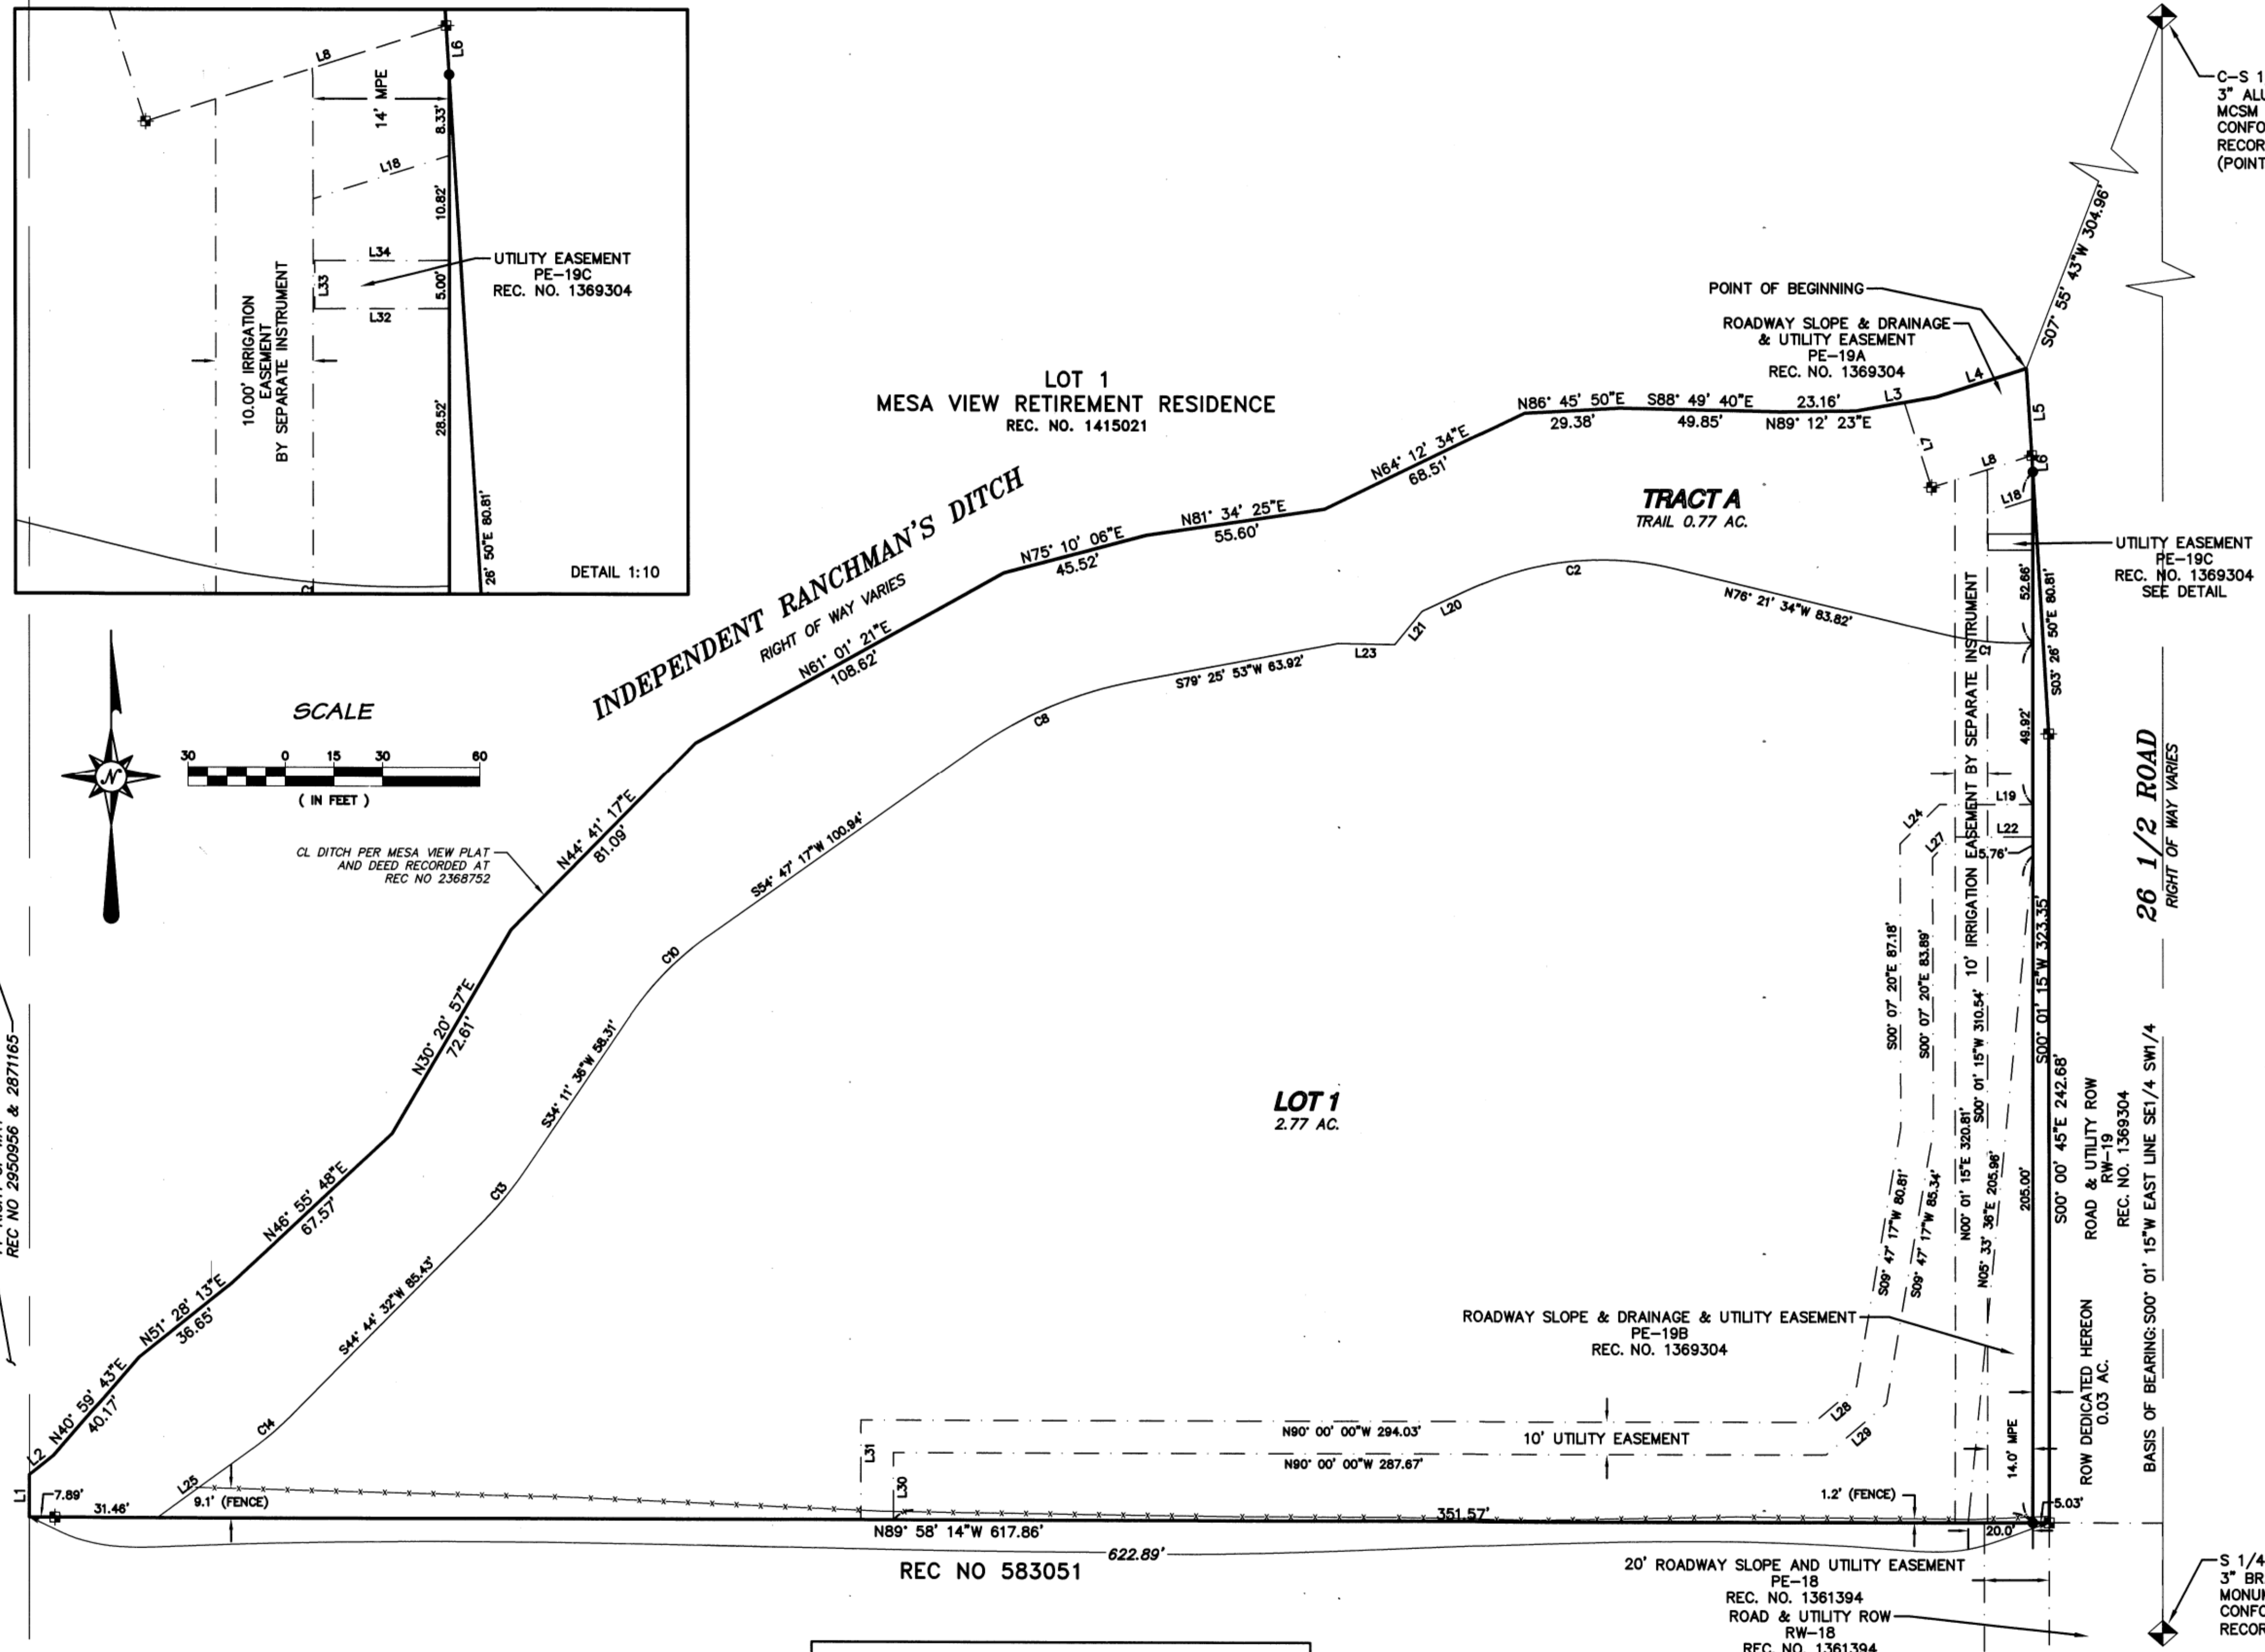 L8
L6
14' MPE
8.33'
L18
10.82'
L34
L33
5.00'
L32
UTILITY EASEMENT
PE-19C
REC. NO. 1369304
10.00' IRRIGATION
EASEMENT
BY SEPARATE INSTRUMENT
28.52'
26' 50"E 80.81'
DETAIL 1:10
C-S 1
3" ALU
MCSM
CONFO
RECOR
(POINT
S07° 55' 43"W 304.96'
POINT OF BEGINNING
ROADWAY SLOPE & DRAINAGE
& UTILITY EASEMENT
PE-19A
REC. NO. 1369304
LOT 1
MESA VIEW RETIREMENT RESIDENCE
REC. NO. 1415021
N86° 45' 50"E
29.38'
S88° 49' 40"E
49.85'
23.16'
N89° 12' 23"E
L3
L4
L5
L7
L8
L6
L18
N64° 12' 34"E
68.51'
TRACT A
TRAIL 0.77 AC.
INDEPENDENT RANCHMAN'S DITCH
RIGHT OF WAY VARIES
N81° 34' 25"E
55.60'
N75° 10' 06"E
45.52'
N61° 01' 21"E
108.62'
UTILITY EASEMENT
PE-19C
REC. NO. 1369304
SEE DETAIL
C2
L20
L21
L23
N76° 21' 34"W 83.82'
C1
52.66'
S03° 26' 50"E 80.81'
49.92'
S79° 25' 53"W 63.92'
C8
SCALE
30 0 15 30 60
( IN FEET )
N
CL DITCH PER MESA VIEW PLAT
AND DEED RECORDED AT
REC NO 2368752
N44° 41' 17"E
81.09'
S54° 47' 17"W 100.94'
C10
L19
L24
L22
L27
5.76'
26 1/2 ROAD
RIGHT OF WAY VARIES
10' IRRIGATION EASEMENT BY SEPARATE INSTRUMENT
S00° 07' 20"E 87.18'
S00° 07' 20"E 83.89'
S00° 01' 15"W 310.54'
N00° 01' 15"E 320.81'
N05° 33' 36"E 205.96'
S00° 01' 15"W 323.35'
S00° 00' 45"E 242.68'
205.00'
ROAD & UTILITY ROW
RW-19
REC. NO. 1369304
BASIS OF BEARING: S00° 01' 15"W EAST LINE SE1/4 SW1/4
REC NO 2950956 & 2871165
N30° 20' 57"E
72.61'
S34° 11' 36"W 58.31'
LOT 1
2.77 AC.
C13
N46° 55' 48"E
67.57'
S09° 47' 17"W 80.81'
S09° 47' 17"W 85.34'
N51° 28' 13"E
36.65'
S44° 44' 32"W 85.43'
ROADWAY SLOPE & DRAINAGE & UTILITY EASEMENT
PE-19B
REC. NO. 1369304
ROW DEDICATED HEREON
0.03 AC.
N40° 59' 43"E
40.17'
C14
L28
L29
N90° 00' 00"W 294.03'
10' UTILITY EASEMENT
N90° 00' 00"W 287.67'
14.0' MPE
L2
L1
L25
L31
L30
7.89'
31.46'
9.1' (FENCE)
1.2' (FENCE)
5.03'
351.57'
20.0'
N89° 58' 14"W 617.86'
622.89'
REC NO 583051
20' ROADWAY SLOPE AND UTILITY EASEMENT
PE-18
REC. NO. 1361394
ROAD & UTILITY ROW
RW-18
REC. NO. 1361394
S 1/4
3" BR
MONUM
CONFO
RECOR